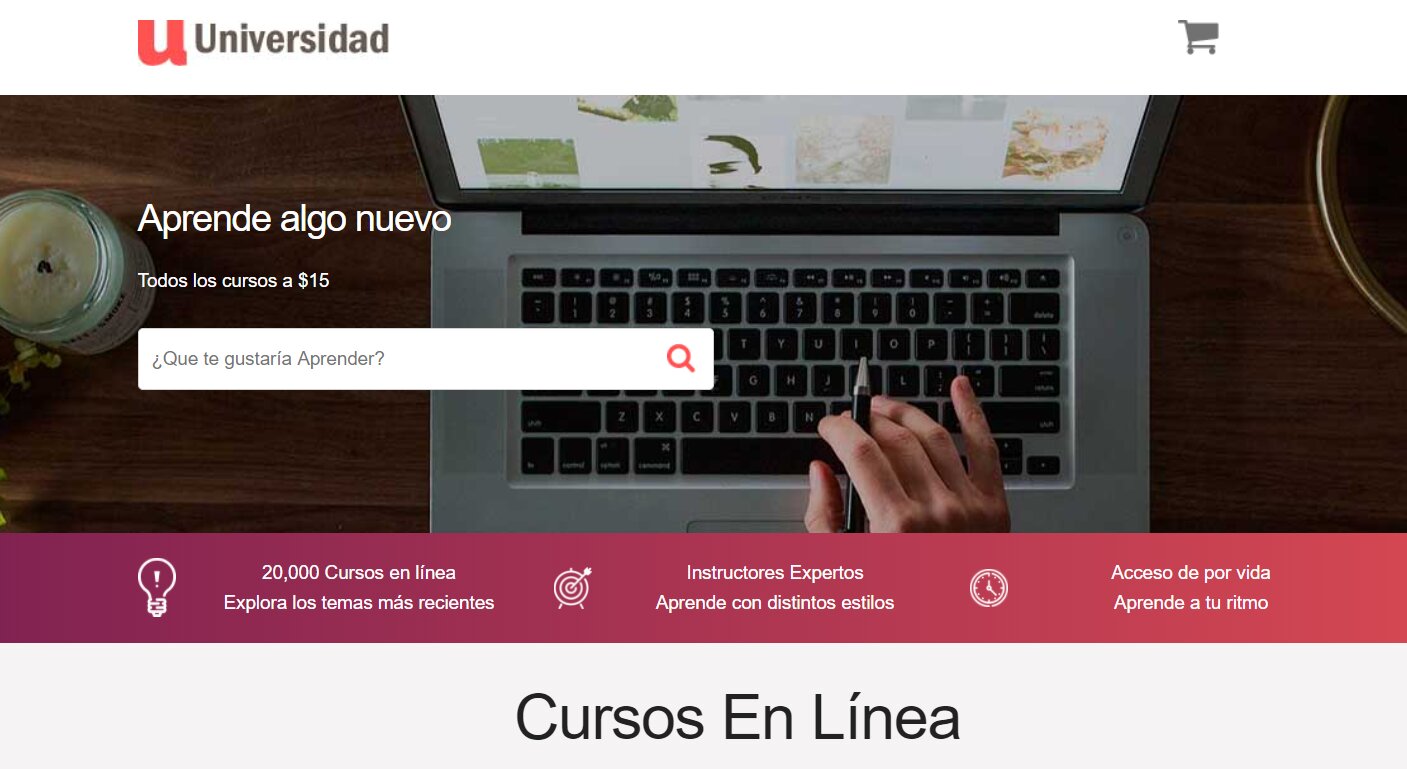 u Universidad
Aprende algo nuevo
Todos los cursos a $15
¿Que te gustaría Aprender?
20,000 Cursos en línea
Explora los temas más recientes
Instructores Expertos
Aprende con distintos estilos
Acceso de por vida
Aprende a tu ritmo
Cursos En Línea